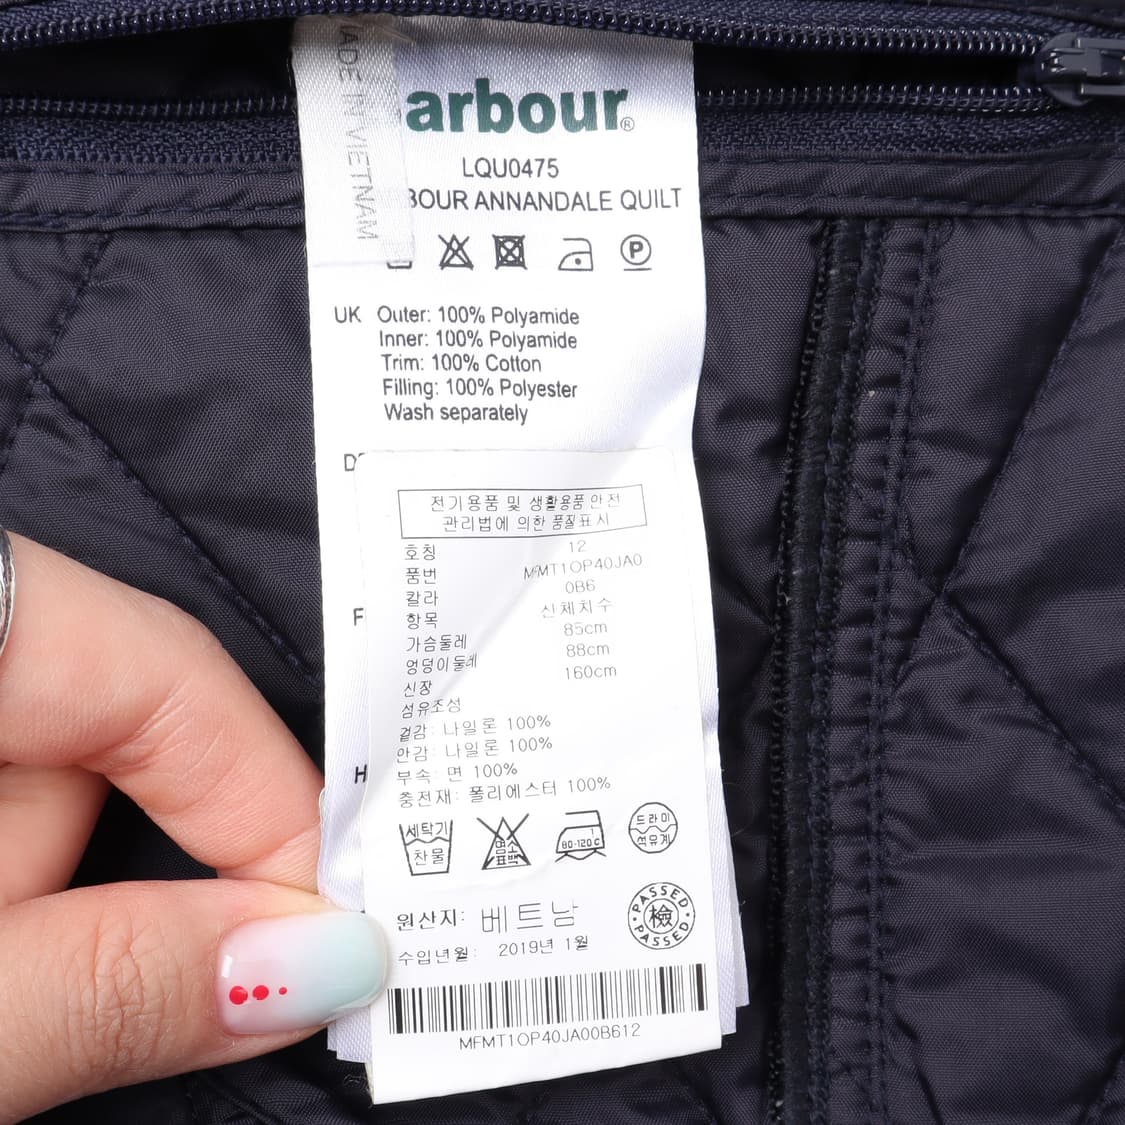 MADE IN VIETNAM
arbour®
LQU0475
BOUR ANNANDALE QUILT
P
UK Outer: 100% Polyamide
Inner: 100% Polyamide
Trim: 100% Cotton
Filling: 100% Polyester
Wash separately
D
F
H
전기용품 및 생활용품 안전
관리법에 의한 품질표시
호칭 12
품번 MFMT1OP40JA0
칼라 0B6
항목 신체치수
가슴둘레 85cm
엉덩이둘레 88cm
신장 160cm
섬유조성
겉감: 나일론 100%
안감: 나일론 100%
부속: 면 100%
충전재: 폴리에스터 100%
세탁기
찬물
염소
표백
1
80-120℃
드라이
석유계
원산지: 베트남
PASSED 檢 PASSED
수입년월: 2019년 1월
MFMT1OP40JA00B612